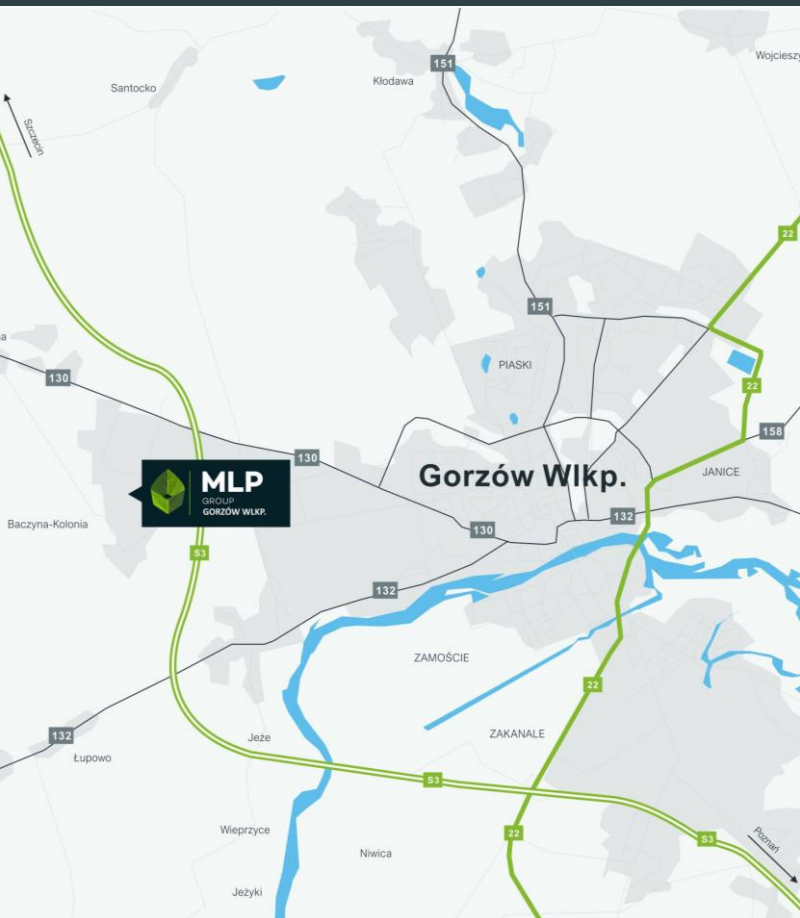 151
Wojcieszy
Santocko
Kłodawa
Szczecin
22
151
a
PIASKI
130
22
158
130
Gorzów Wlkp.
JANICE
MLP
GROUP
GORZÓW WLKP.
Baczyna-Kolonia
132
130
S3
132
ZAMOŚCIE
22
132
Jeże
ZAKANALE
Łupowo
S3
Wieprzyce
22
S3
Poznań
Niwica
Jeżyki